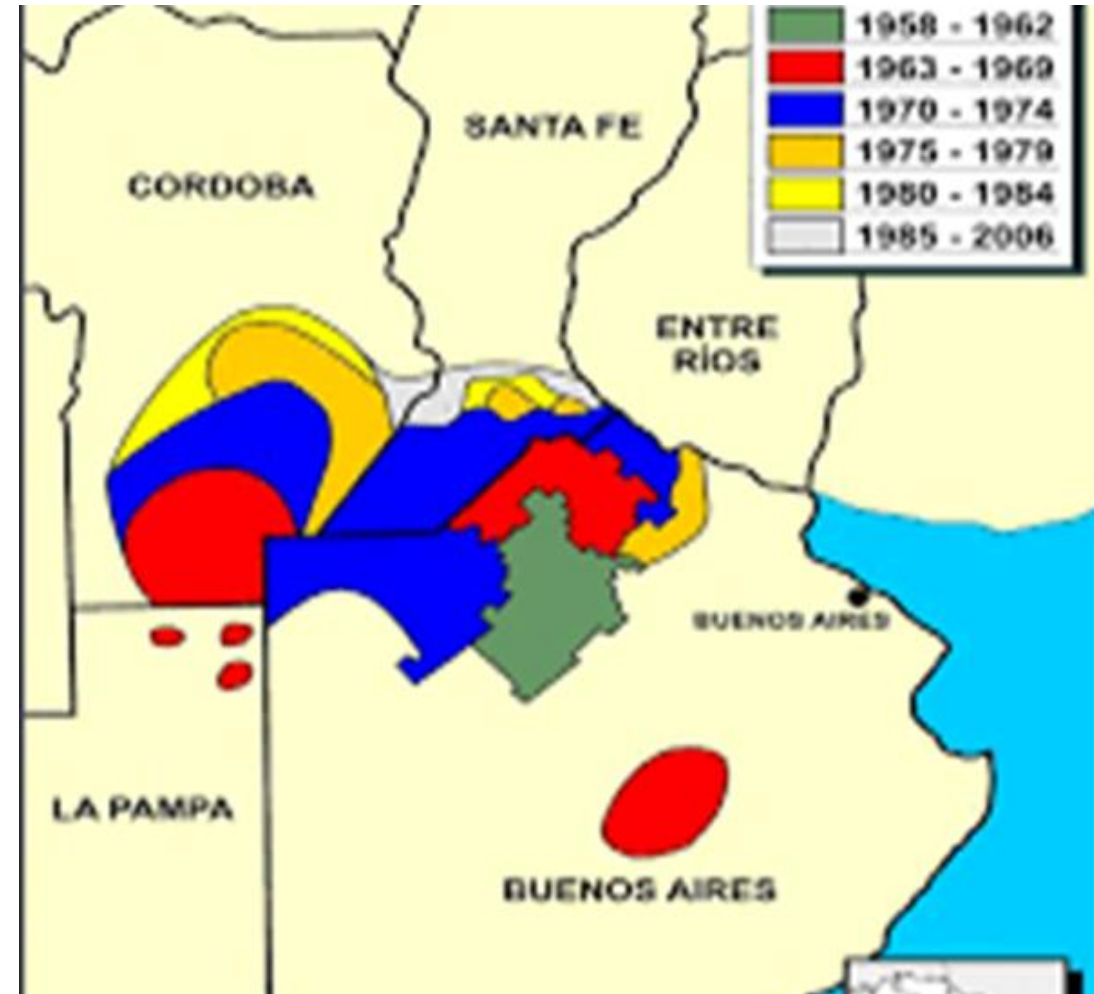 1958 - 1962
1963 - 1969
1970 - 1974
1975 - 1979
1980 - 1984
1985 - 2006
SANTA FE
CORDOBA
ENTRE
RÍOS
BUENOS AIRES
LA PAMPA
BUENOS AIRES